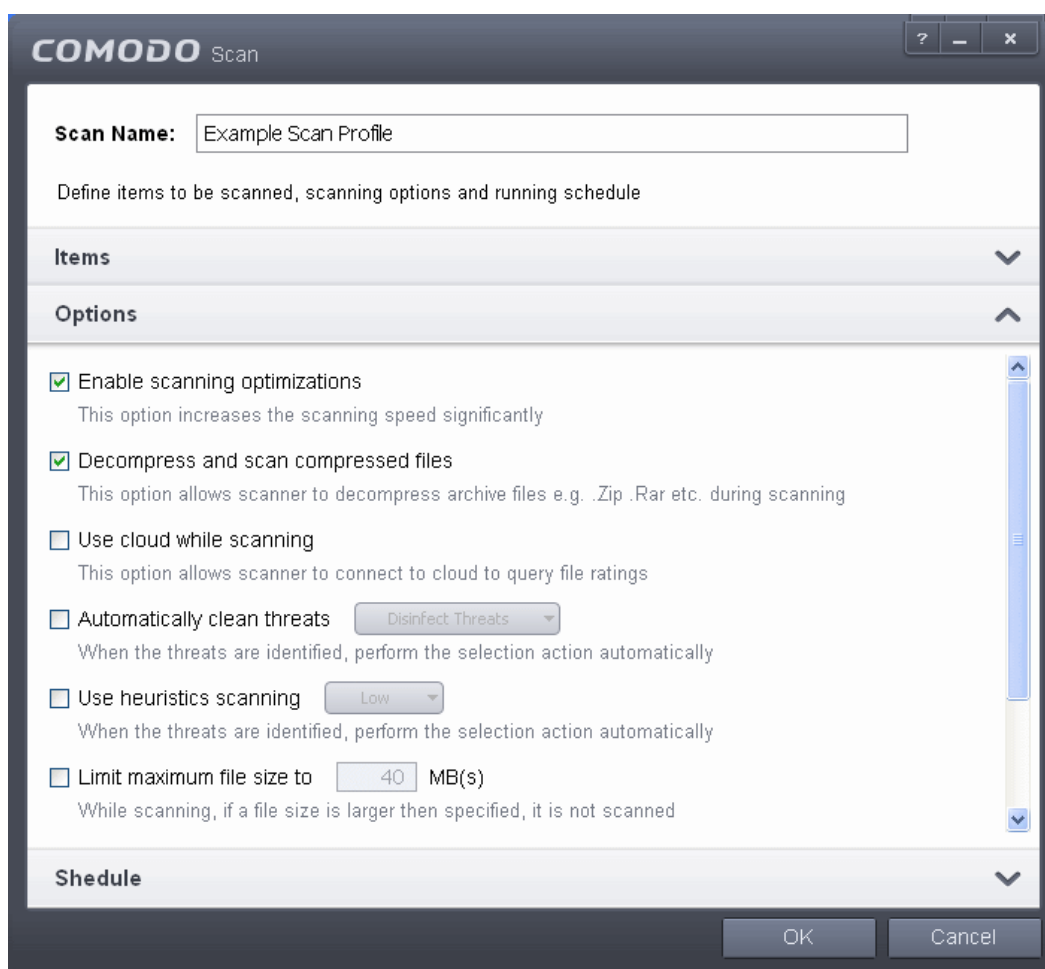 COMODO Scan
?
Scan Name: Example Scan Profile
Define items to be scanned, scanning options and running schedule
Items
Options
Enable scanning optimizations
This option increases the scanning speed significantly
Decompress and scan compressed files
This option allows scanner to decompress archive files e.g. .Zip .Rar etc. during scanning
Use cloud while scanning
This option allows scanner to connect to cloud to query file ratings
Automatically clean threats Disinfect Threats
When the threats are identified, perform the selection action automatically
Use heuristics scanning Low
When the threats are identified, perform the selection action automatically
Limit maximum file size to 40 MB(s)
While scanning, if a file size is larger then specified, it is not scanned
Shedule
OK Cancel